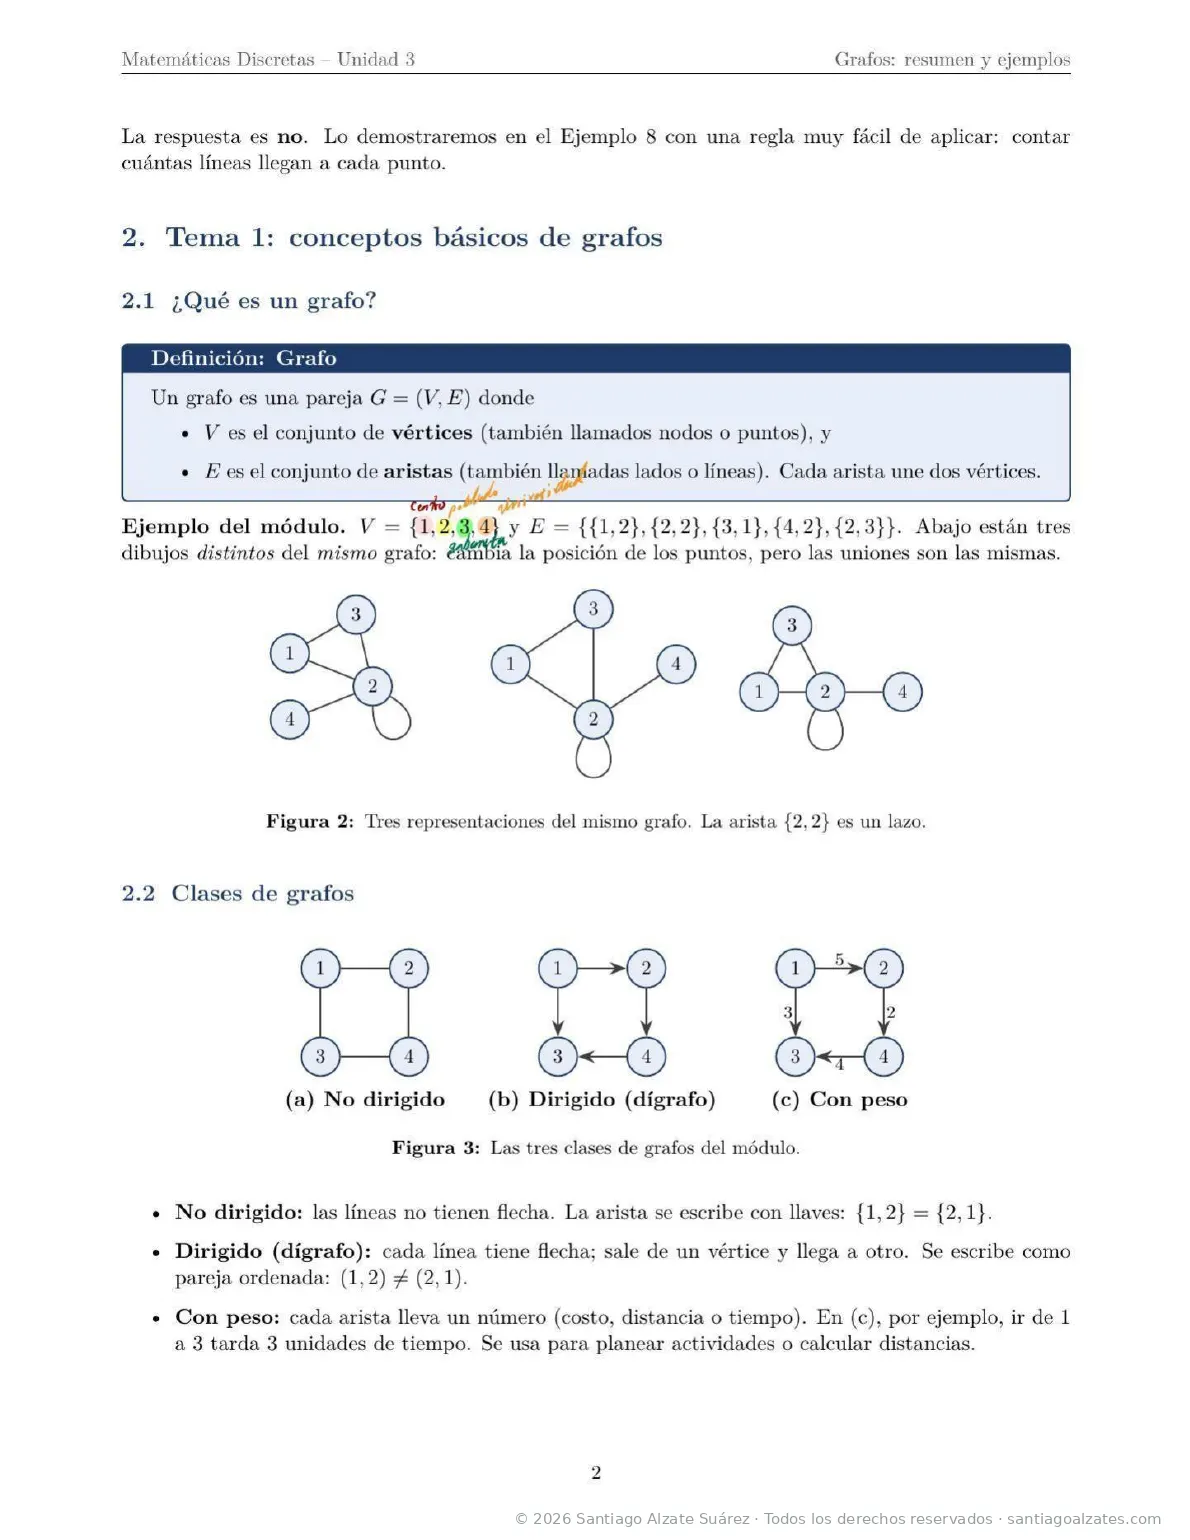 Matemáticas Discretas – Unidad 3
Grafos: resumen y ejemplos
La respuesta es no. Lo demostraremos en el Ejemplo 8 con una regla muy fácil de aplicar: contar
cuántas líneas llegan a cada punto.
2. Tema 1: conceptos básicos de grafos
2.1 ¿Qué es un grafo?
Definición: Grafo
Un grafo es una pareja G = (V, E) donde
• V es el conjunto de vértices (también llamados nodos o puntos), y
• E es el conjunto de aristas (también llamadas lados o líneas). Cada arista une dos vértices.
centro poblado universidad
Ejemplo del módulo. V = {1, 2, 3, 4} y E = {{1, 2}, {2, 2}, {3, 1}, {4, 2}, {2, 3}}. Abajo están tres
sabaneta
dibujos distintos del mismo grafo: cambia la posición de los puntos, pero las uniones son las mismas.
3
1
2
4
3
1
4
2
3
1
2
4
Figura 2: Tres representaciones del mismo grafo. La arista {2, 2} es un lazo.
2.2 Clases de grafos
1 2
3 4
1 2
3 4
1 5 2
3 2
3 4 4
(a) No dirigido
(b) Dirigido (dígrafo)
(c) Con peso
Figura 3: Las tres clases de grafos del módulo.
• No dirigido: las líneas no tienen flecha. La arista se escribe con llaves: {1, 2} = {2, 1}.
• Dirigido (dígrafo): cada línea tiene flecha; sale de un vértice y llega a otro. Se escribe como
pareja ordenada: (1, 2) ≠ (2, 1).
• Con peso: cada arista lleva un número (costo, distancia o tiempo). En (c), por ejemplo, ir de 1
a 3 tarda 3 unidades de tiempo. Se usa para planear actividades o calcular distancias.
2
© 2026 Santiago Alzate Suárez · Todos los derechos reservados · santiagoalzates.com